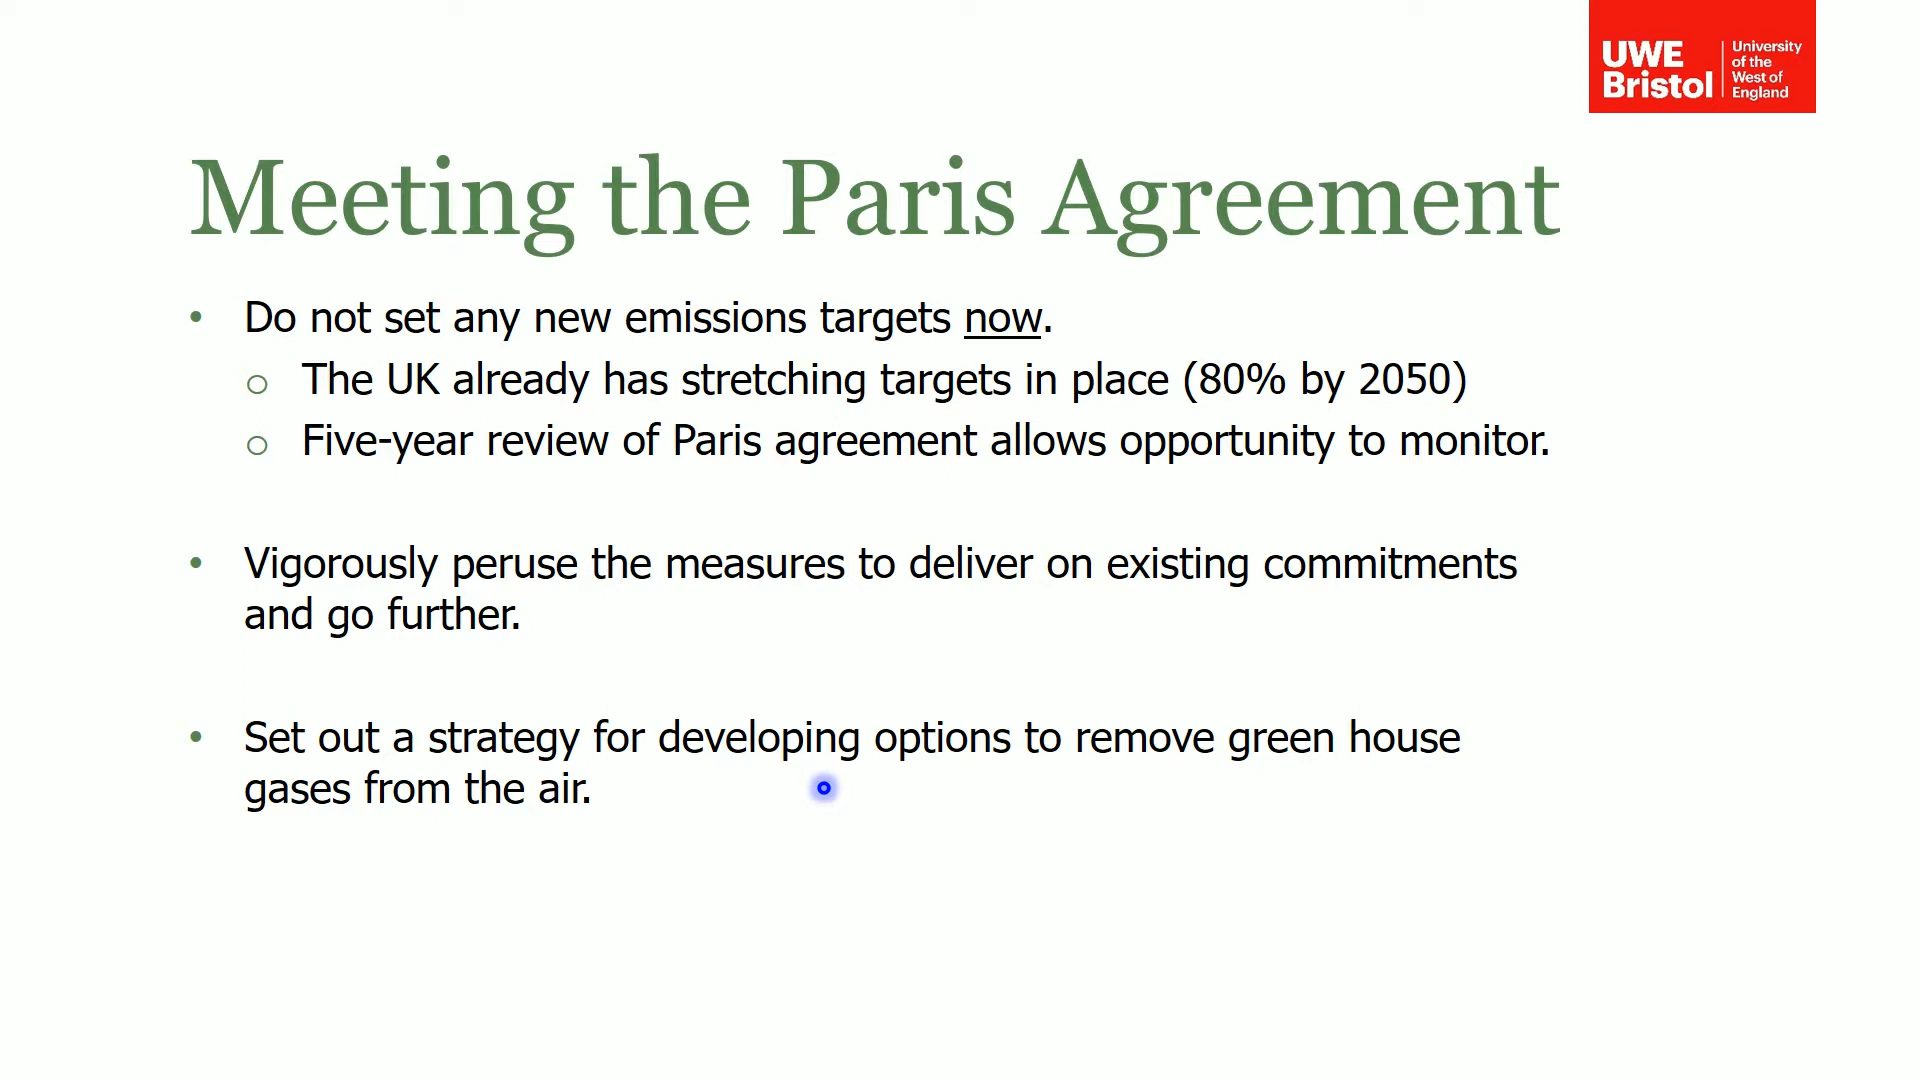 UWE
Bristol
University
of the
West of
England
Meeting the Paris Agreement
• Do not set any new emissions targets now.
o The UK already has stretching targets in place (80% by 2050)
o Five-year review of Paris agreement allows opportunity to monitor.
• Vigorously peruse the measures to deliver on existing commitments
and go further.
• Set out a strategy for developing options to remove green house
gases from the air.